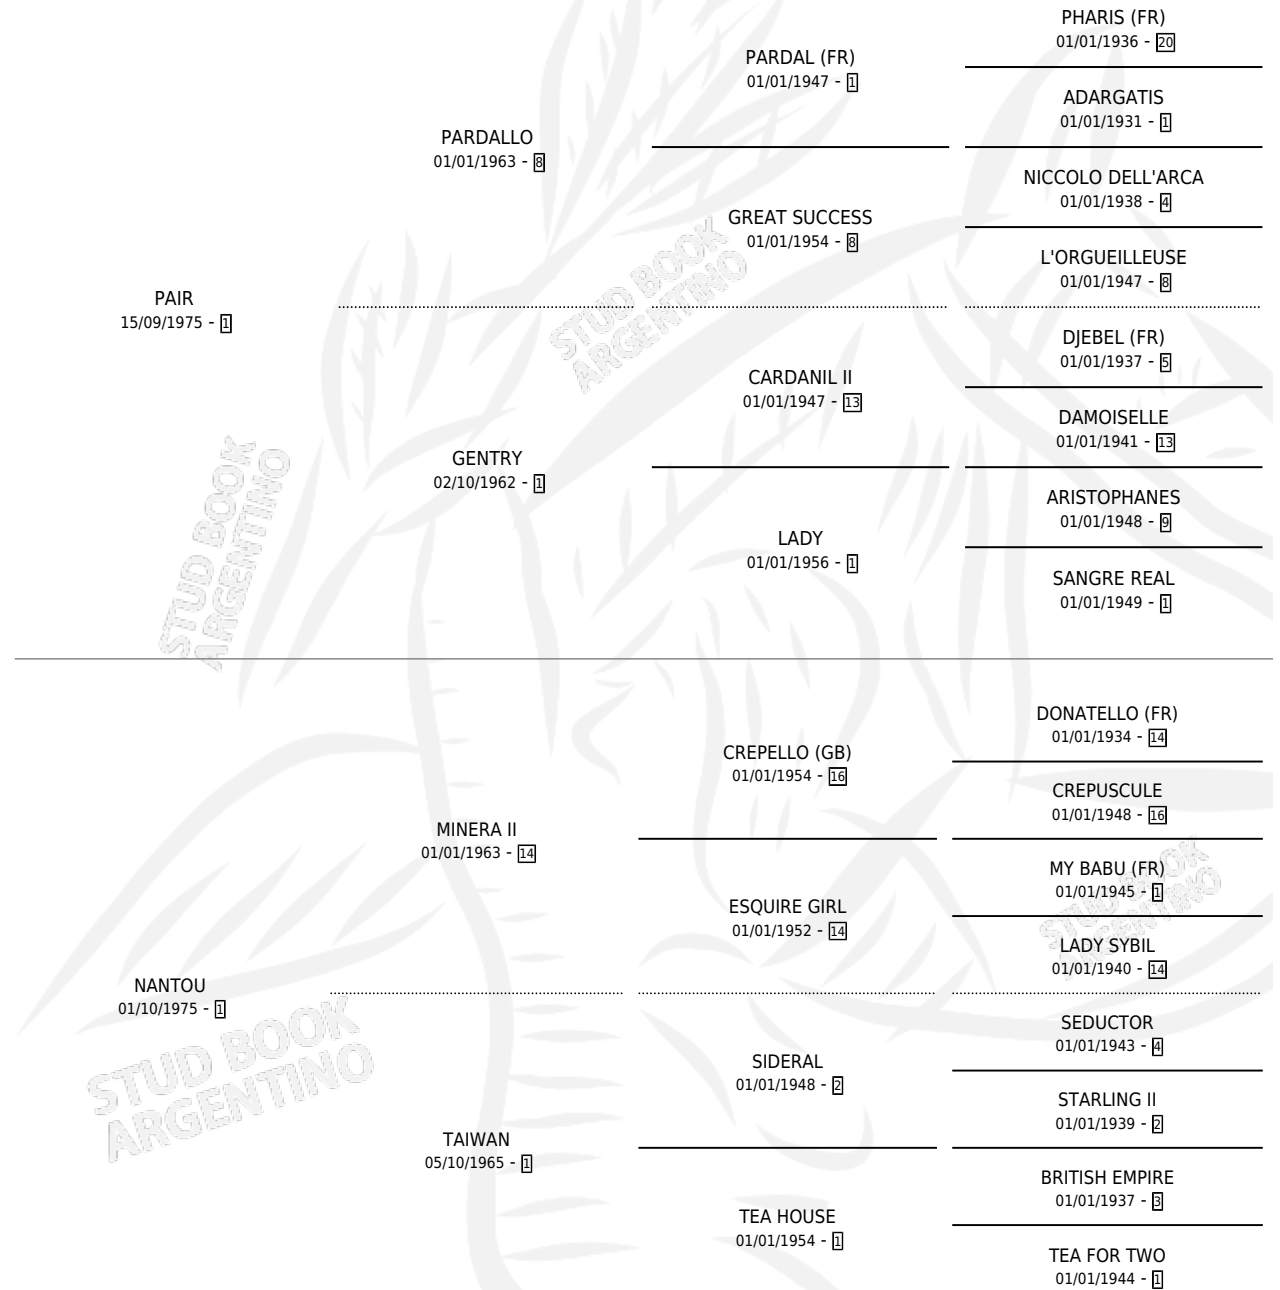 PHARIS (FR)
01/01/1936 - 20
PARDAL (FR)
01/01/1947 - 1
ADARGATIS
01/01/1931 - 1
PARDALLO
01/01/1963 - 8
NICCOLO DELL'ARCA
01/01/1938 - 4
GREAT SUCCESS
01/01/1954 - 8
L'ORGUEILLEUSE
01/01/1947 - 8
PAIR
15/09/1975 - 1
STUD BOOK
ARGENTINO
DJEBEL (FR)
01/01/1937 - 5
CARDANIL II
01/01/1947 - 13
DAMOISELLE
01/01/1941 - 13
GENTRY
02/10/1962 - 1
ARISTOPHANES
01/01/1948 - 9
LADY
01/01/1956 - 1
SANGRE REAL
01/01/1949 - 1
STUD BOOK
ARGENTINO
DONATELLO (FR)
01/01/1934 - 14
CREPELLO (GB)
01/01/1954 - 16
CREPUSCULE
01/01/1948 - 16
MINERA II
01/01/1963 - 14
MY BABU (FR)
01/01/1945 - 1
ESQUIRE GIRL
01/01/1952 - 14
STUD BOOK
ARGENTINO
LADY SYBIL
01/01/1940 - 14
NANTOU
01/10/1975 - 1
STUD BOOK
ARGENTINO
SEDUCTOR
01/01/1943 - 4
SIDERAL
01/01/1948 - 2
STARLING II
01/01/1939 - 2
TAIWAN
05/10/1965 - 1
BRITISH EMPIRE
01/01/1937 - 3
TEA HOUSE
01/01/1954 - 1
TEA FOR TWO
01/01/1944 - 1